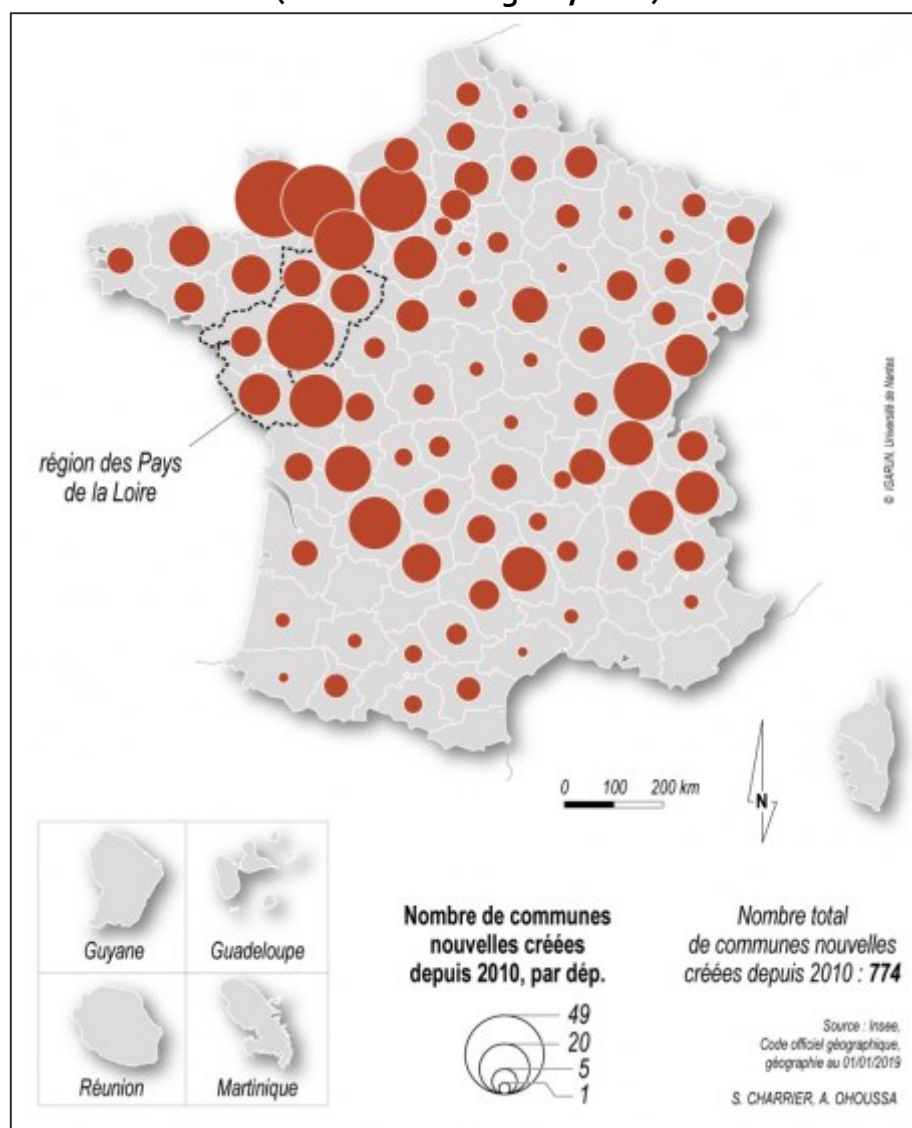 région des Pays
de la Loire
© IGARUN, Université de Nantes
0 100 200 km
N
Guyane
Guadeloupe
Réunion
Martinique
Nombre de communes
nouvelles créées
depuis 2010, par dép.
49
20
5
1
Nombre total
de communes nouvelles
créées depuis 2010 : 774
Source : Insee,
Code officiel géographique,
géographie au 01/01/2019
S. CHARRIER, A. OHOUSSA